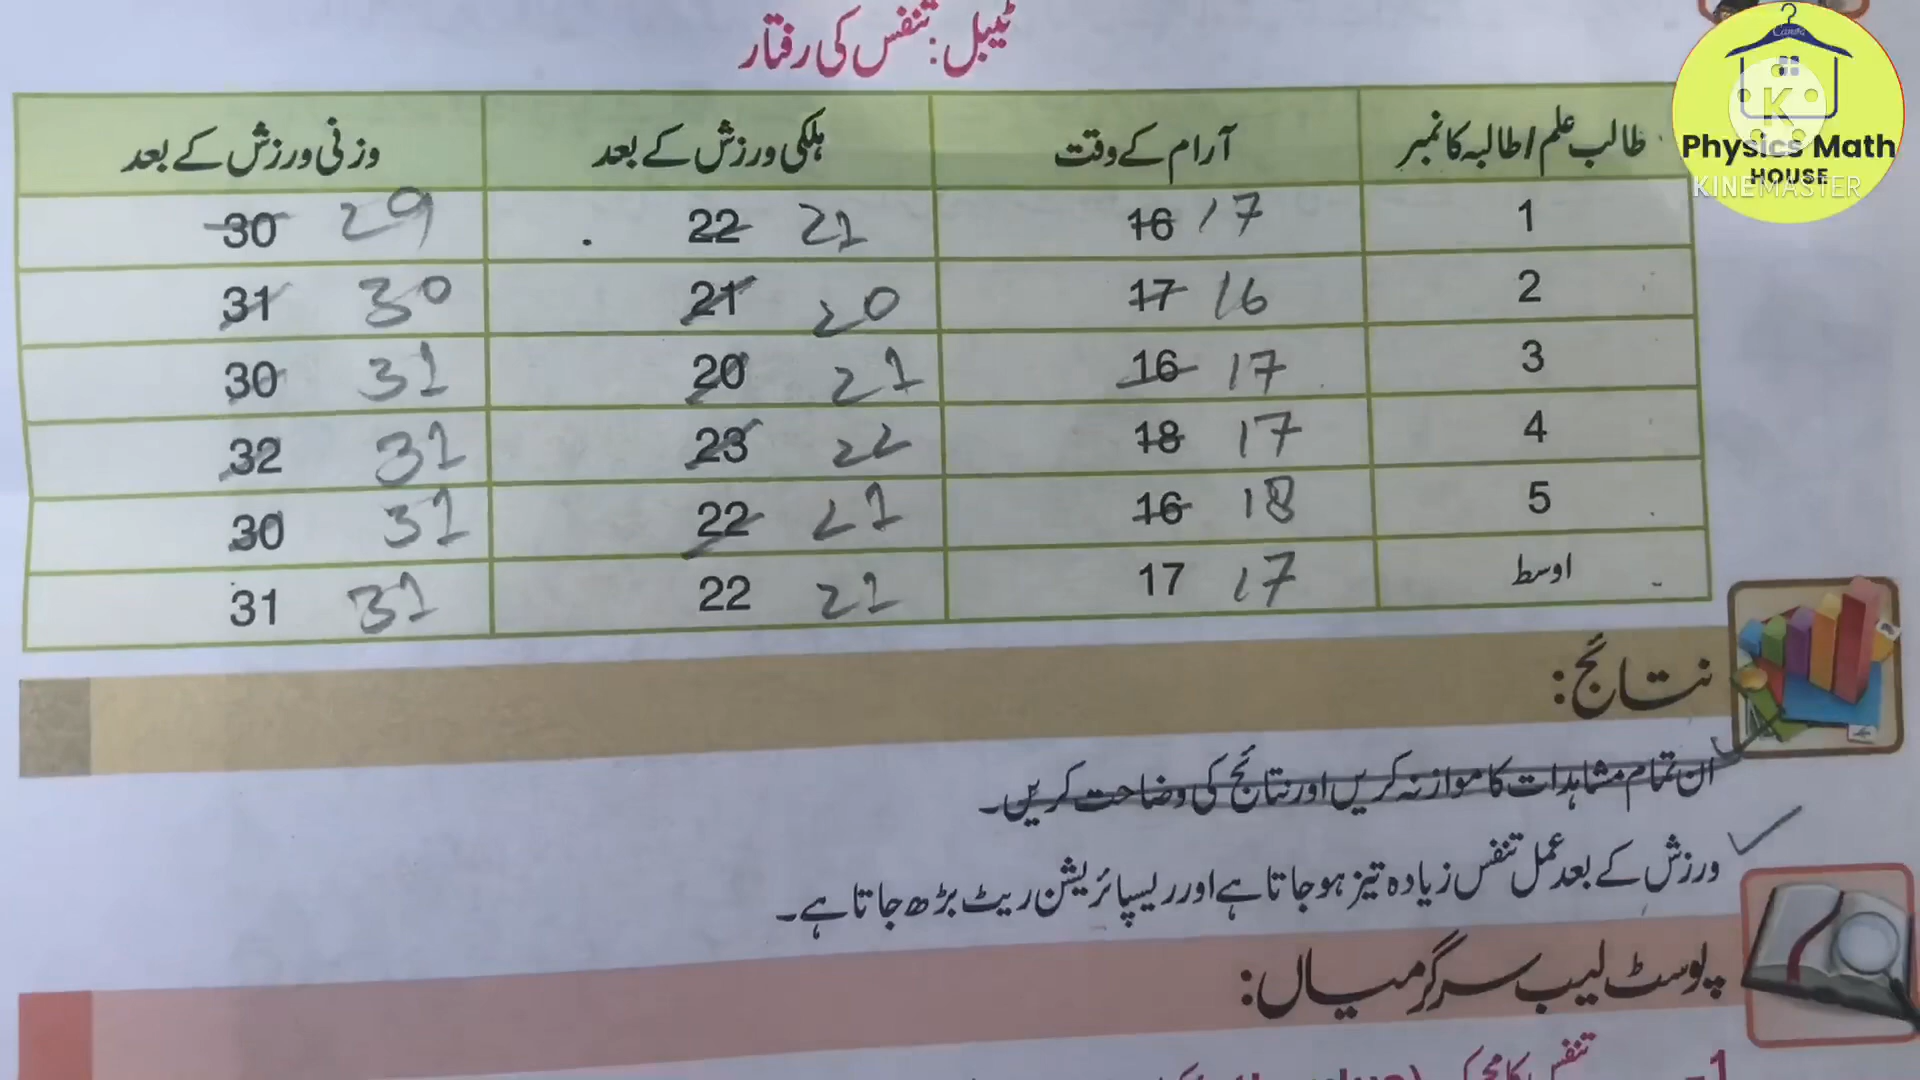 ٹیبل: تنفس کی رفتار
طالب علم / طالبہ کا نمبر آرام کے وقت ہلکی ورزش کے بعد وزنی ورزش کے بعد
1 16 17 22 21 30 29
2 17 16 21 20 31 30
3 16 17 20 21 30 31
4 18 17 23 22 32 31
5 16 18 22 21 30 31
اوسط 17 17 22 21 31 31
نتائج:
ان تمام مشاہدات کا موازنہ کریں اور نتائج کی وضاحت کریں۔
ورزش کے بعد عمل تنفس زیادہ تیز ہو جاتا ہے اور ریسپائریشن ریٹ بڑھ جاتا ہے۔
پوسٹ لیب سرگرمیاں:
-1
Canva
K
Physics Math
HOUSE
KINEMASTER